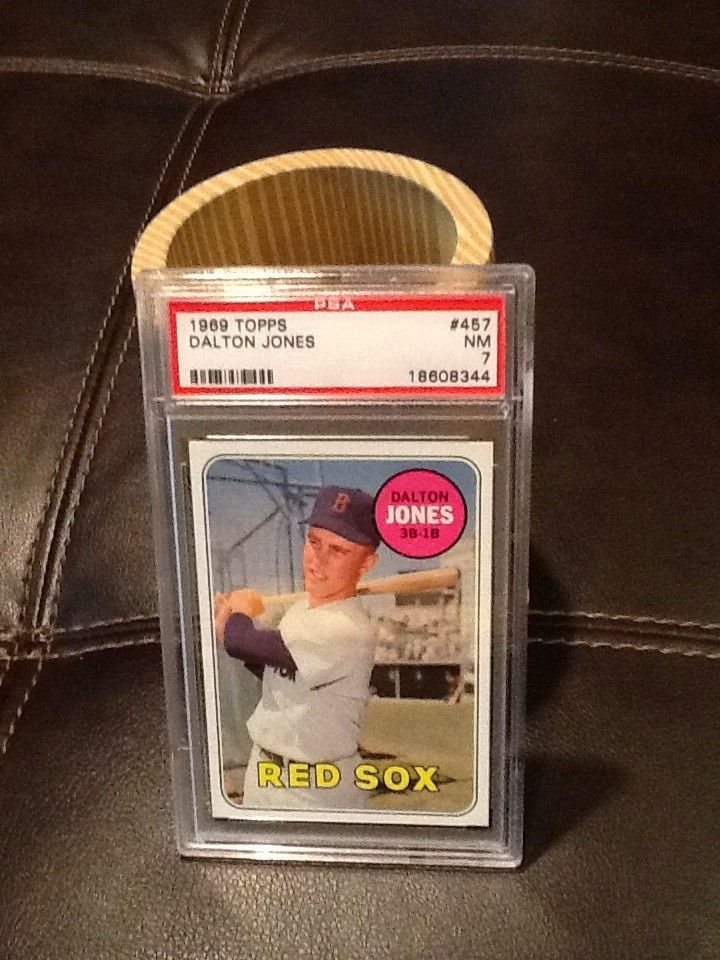 PSA
1969 TOPPS #457
DALTON JONES NM
7
18608344
B
DALTON
JONES
3B-1B
RED SOX